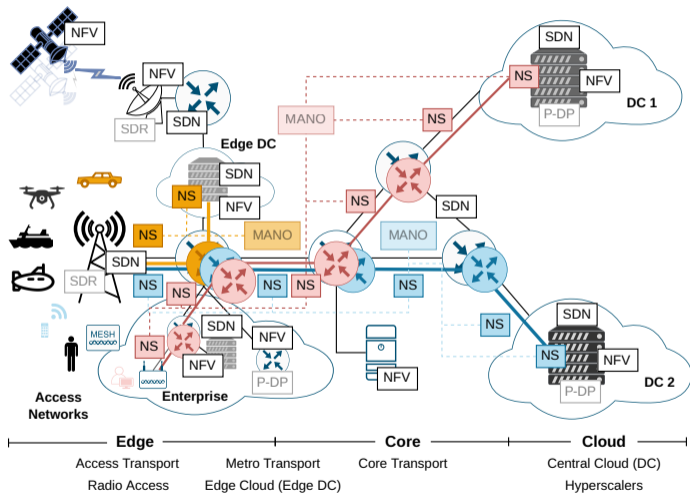 NFV
SDN
NFV
NS
NFV
SDN
SDR
MANO
NS
P-DP
DC 1
Edge DC
SDN
NS
NS
SDN
NFV
NS
MANO
MANO
SDN
SDR
NS
NS
NS
NS
NS
NS
SDN
SDN
MESH
NFV
NS
NS
NFV
NFV
P-DP
NFV
P-DP
DC 2
Enterprise
Access
Networks
Edge
Core
Cloud
Access Transport
Metro Transport
Core Transport
Central Cloud (DC)
Radio Access
Edge Cloud (Edge DC)
Hyperscalers